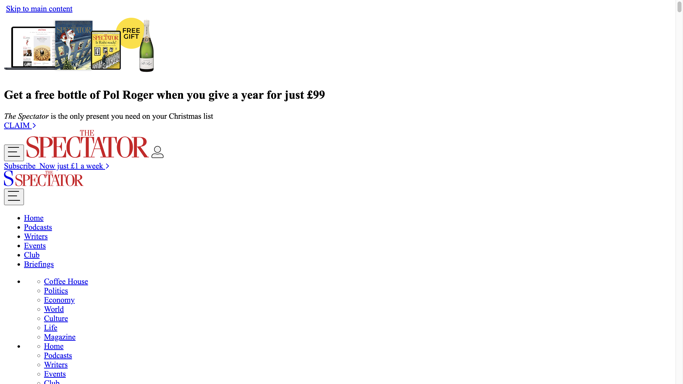 Skip to main content
FREE
GIFT
SPECTATOR
Get a free bottle of Pol Roger when you give a year for just £99
The Spectator is the only present you need on your Christmas list
CLAIM
THE
SPECTATOR
Subscribe Now just £1 a week
S THE SPECTATOR
Home
Podcasts
Writers
Events
Club
Briefings
Coffee House
Politics
Economy
World
Culture
Life
Magazine
Home
Podcasts
Writers
Events
Club